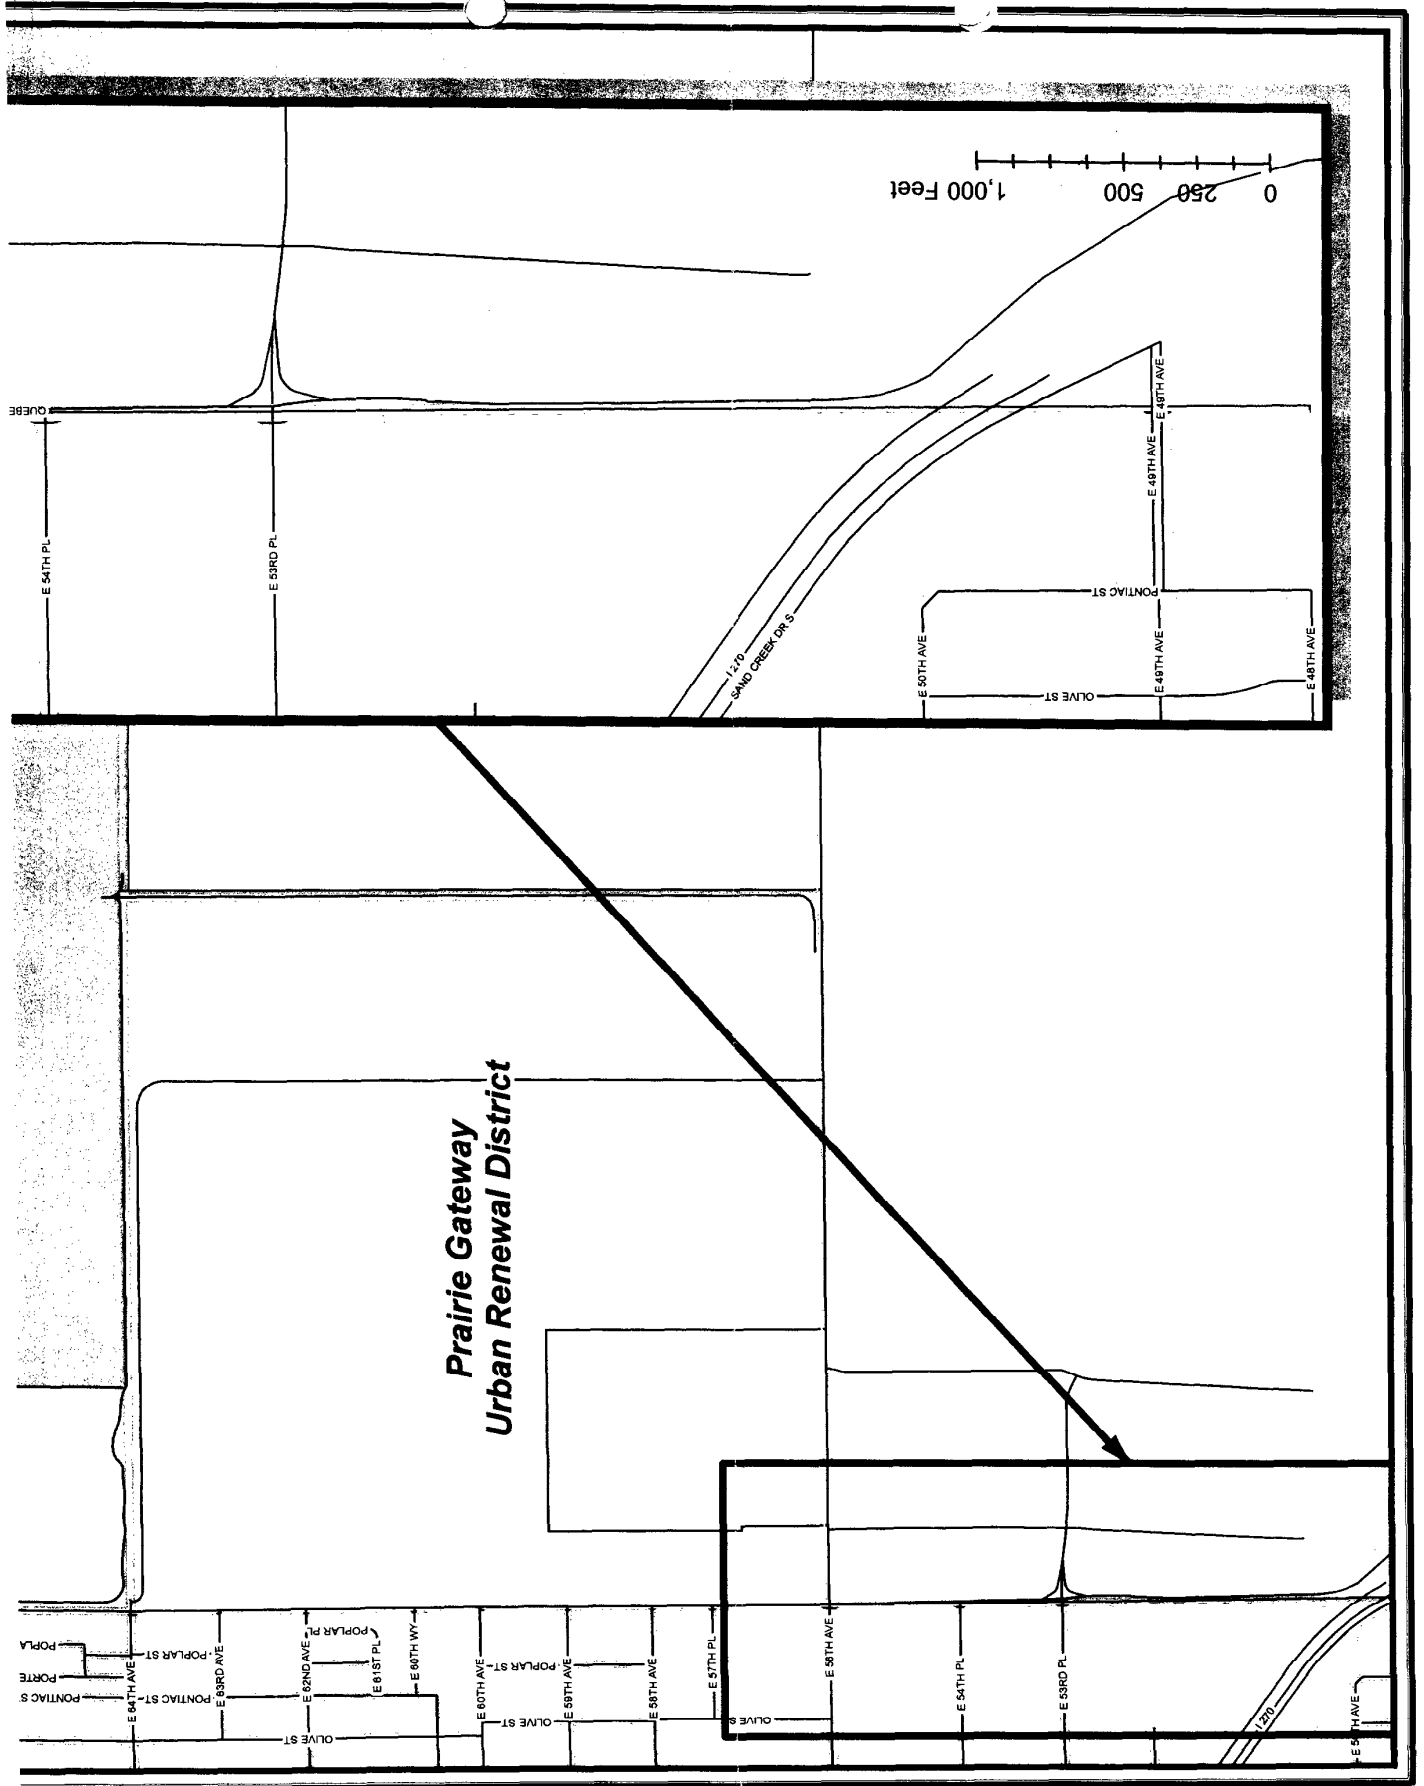 0
250
500
1,000 Feet
QUEBE
E 54TH PL
E 53RD PL
E 49TH AVE
E 49TH AVE
PONTIAC ST
E 50TH AVE
E 49TH AVE
E 48TH AVE
OLIVE ST
I 270
SAND CREEK DR S
Prairie Gateway
Urban Renewal District
POPLA
PORTE
PONTIAC S
POPLAR ST
PONTIAC ST
POPLAR PL
POPLAR ST
OLIVE ST
OLIVE ST
OLIVE S
E 64TH AVE
E 63RD AVE
E 62ND AVE
E 61ST PL
E 60TH WY
E 60TH AVE
E 59TH AVE
E 58TH AVE
E 57TH PL
E 56TH AVE
E 54TH PL
E 53RD PL
I 270
E 50TH AVE